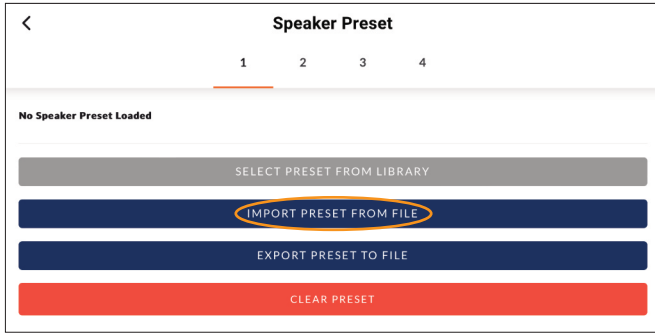 Speaker Preset
1 2 3 4
No Speaker Preset Loaded
SELECT PRESET FROM LIBRARY
IMPORT PRESET FROM FILE
EXPORT PRESET TO FILE
CLEAR PRESET